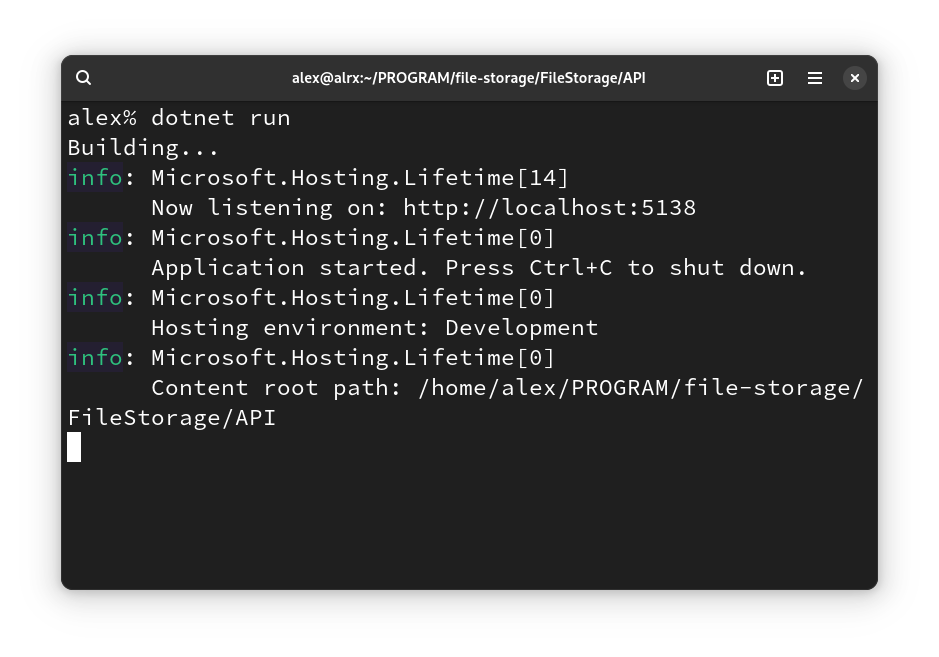 alex@alrx:~/PROGRAM/file-storage/FileStorage/API
alex% dotnet run
Building...
info: Microsoft.Hosting.Lifetime[14]
      Now listening on: http://localhost:5138
info: Microsoft.Hosting.Lifetime[0]
      Application started. Press Ctrl+C to shut down.
info: Microsoft.Hosting.Lifetime[0]
      Hosting environment: Development
info: Microsoft.Hosting.Lifetime[0]
      Content root path: /home/alex/PROGRAM/file-storage/
FileStorage/API